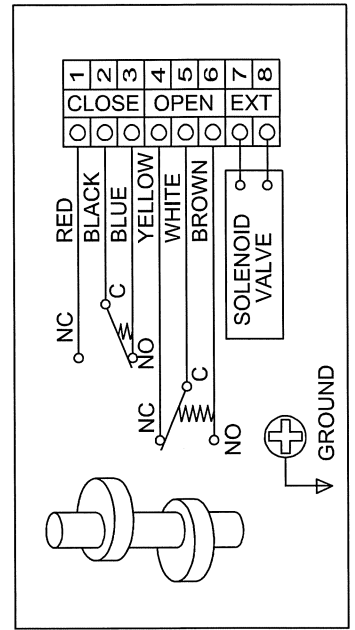 1 2 3 4 5 6 7 8
CLOSE OPEN EXT
RED
BLACK
BLUE
YELLOW
WHITE
BROWN
SOLENOID
VALVE
NC
C
NO
NC
C
NO
GROUND